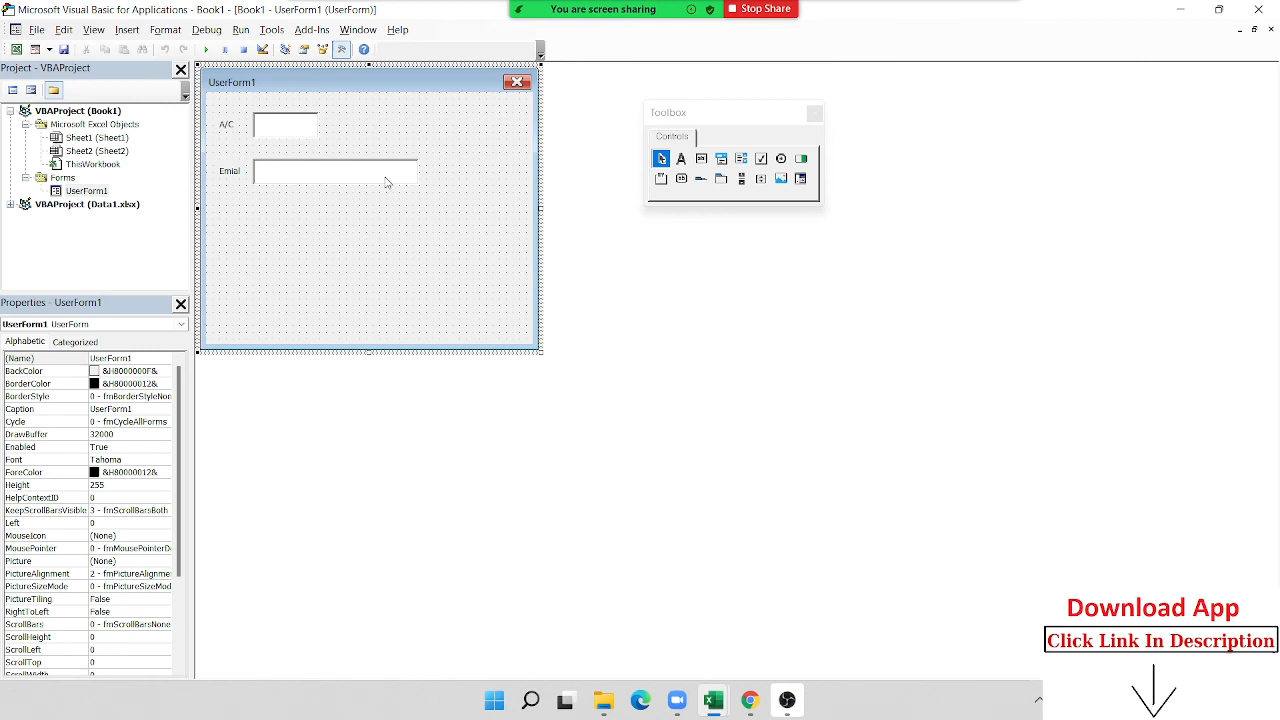 Microsoft Visual Basic for Applications - Book1 - [Book1 - UserForm1 (UserForm)]
You are screen sharing
Stop Share
File Edit View Insert Format Debug Run Tools Add-Ins Window Help
Project - VBAProject
VBAProject (Book1)
Microsoft Excel Objects
Sheet1 (Sheet1)
Sheet2 (Sheet2)
ThisWorkbook
Forms
UserForm1
VBAProject (Data1.xlsx)
UserForm1
A/C
Emial
Toolbox
Controls
Properties - UserForm1
UserForm1 UserForm
Alphabetic Categorized
(Name) UserForm1
BackColor &H8000000F&
BorderColor &H80000012&
BorderStyle 0 - fmBorderStyleNon
Caption UserForm1
Cycle 0 - fmCycleAllForms
DrawBuffer 32000
Enabled True
Font Tahoma
ForeColor &H80000012&
Height 255
HelpContextID 0
KeepScrollBarsVisible 3 - fmScrollBarsBoth
Left 0
MouseIcon (None)
MousePointer 0 - fmMousePointerDe
Picture (None)
PictureAlignment 2 - fmPictureAlignme
PictureSizeMode 0 - fmPictureSizeMod
PictureTiling False
RightToLeft False
ScrollBars 0 - fmScrollBarsNone
ScrollHeight 0
ScrollLeft 0
ScrollTop 0
Download App
Click Link In Description